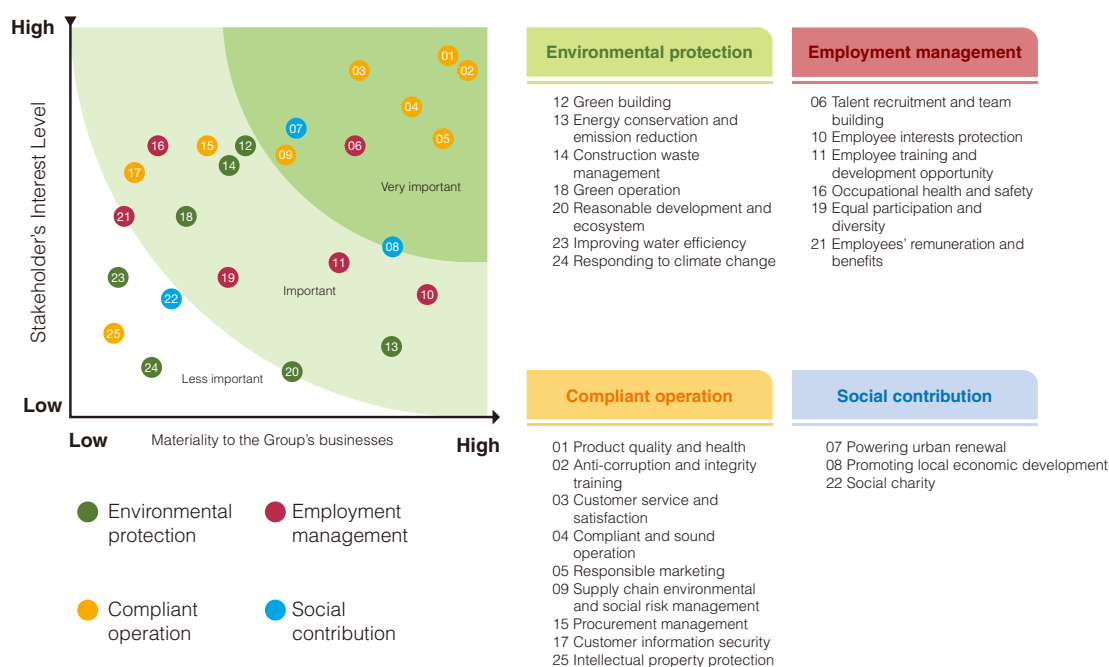 High
Stakeholder's Interest Level
Low
Low
Materiality to the Group's businesses
High
01
02
03
04
05
07
06
09
12
15
16
14
17
Very important
21
18
08
11
23
19
Important
10
22
25
13
24
Less important
20
Environmental
protection
Employment
management
Compliant
operation
Social
contribution
Environmental protection
12 Green building
13 Energy conservation and
emission reduction
14 Construction waste
management
18 Green operation
20 Reasonable development and
ecosystem
23 Improving water efficiency
24 Responding to climate change
Employment management
06 Talent recruitment and team
building
10 Employee interests protection
11 Employee training and
development opportunity
16 Occupational health and safety
19 Equal participation and
diversity
21 Employees' remuneration and
benefits
Compliant operation
01 Product quality and health
02 Anti-corruption and integrity
training
03 Customer service and
satisfaction
04 Compliant and sound
operation
05 Responsible marketing
09 Supply chain environmental
and social risk management
15 Procurement management
17 Customer information security
25 Intellectual property protection
Social contribution
07 Powering urban renewal
08 Promoting local economic development
22 Social charity